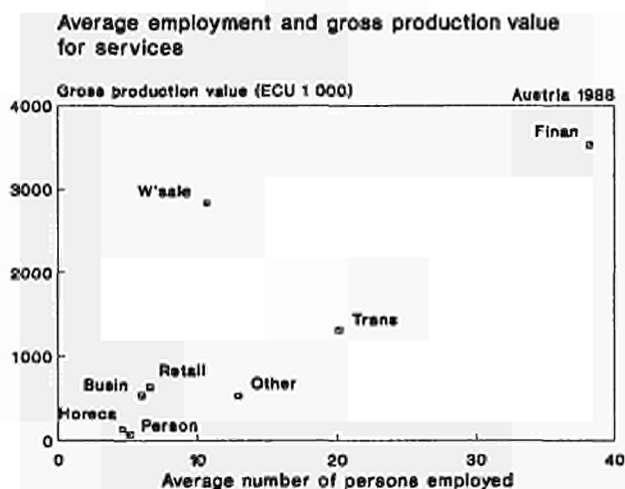 Average employment and gross production value
for services
Gross production value (ECU 1 000)
Austria 1988
4000
Finan
3000
W'sale
2000
Trans
1000
Retail
Busin
Other
Horeca
Person
0
0 10 20 30 40
Average number of persons employed